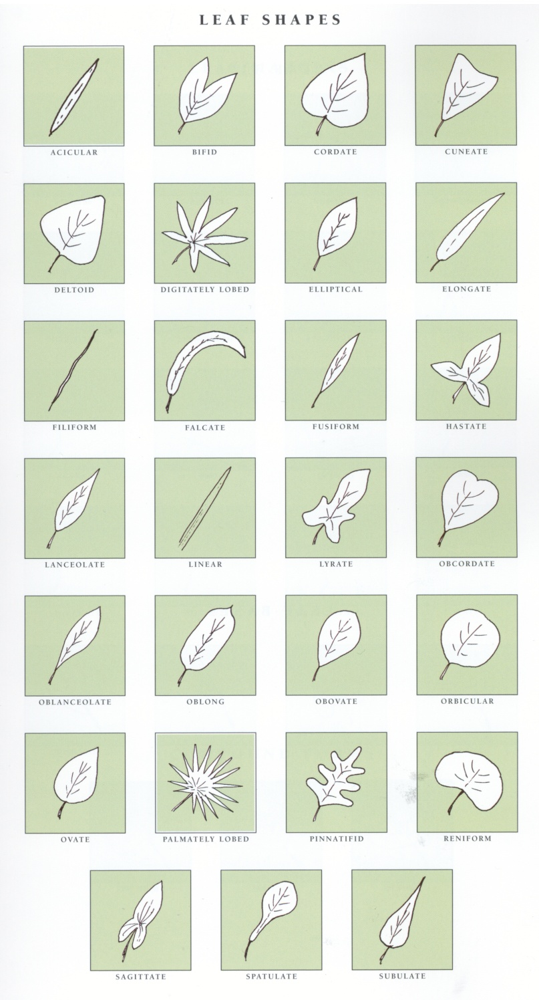 LEAF SHAPES
ACICULAR
BIFID
CORDATE
CUNEATE
DELTOID
DIGITATELY LOBED
ELLIPTICAL
ELONGATE
FILIFORM
FALCATE
FUSIFORM
HASTATE
LANCEOLATE
LINEAR
LYRATE
OBCORDATE
OBLANCEOLATE
OBLONG
OBOVATE
ORBICULAR
OVATE
PALMATELY LOBED
PINNATIFID
RENIFORM
SAGITTATE
SPATULATE
SUBULATE